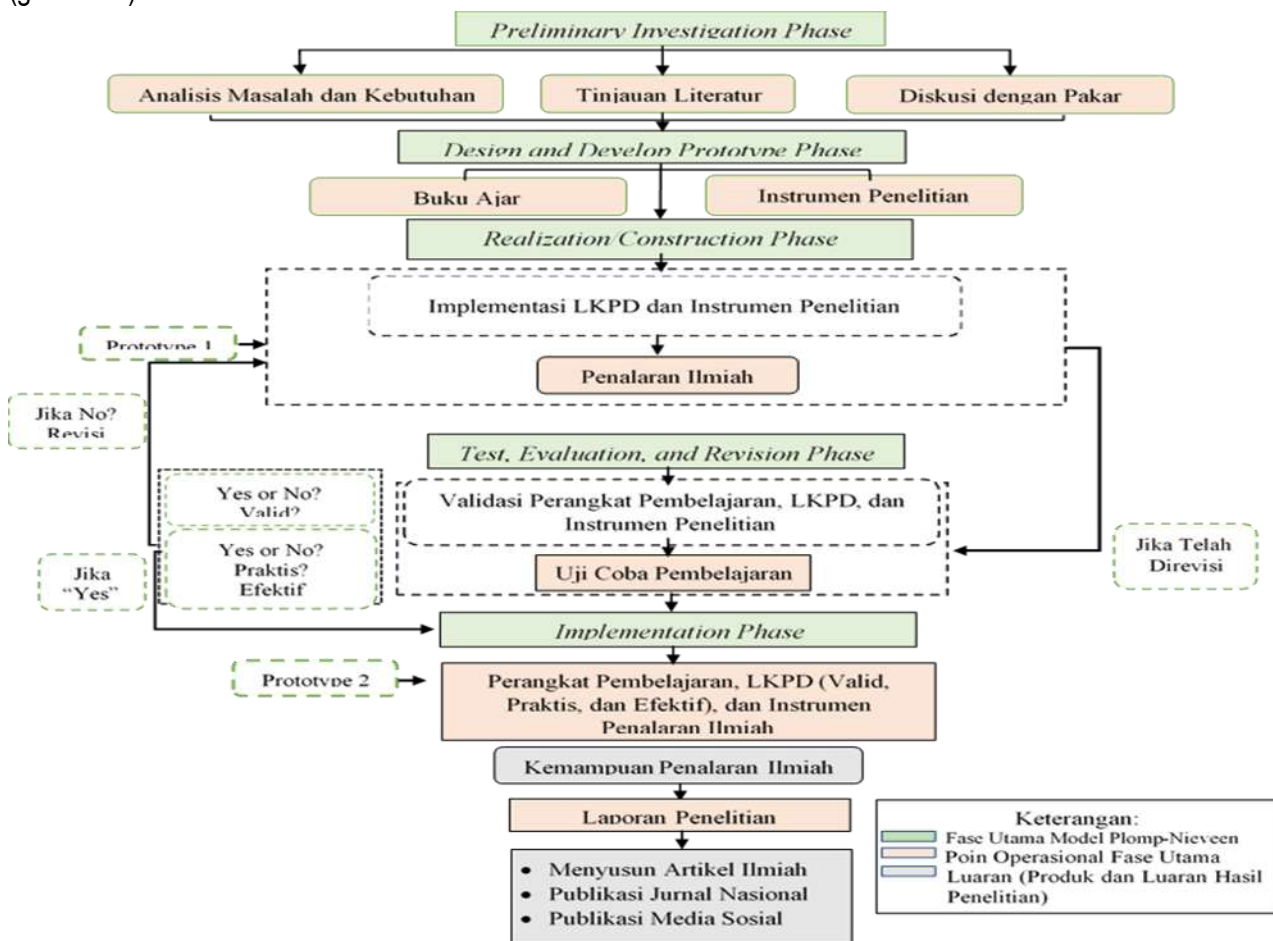 Preliminary Investigation Phase
Analisis Masalah dan Kebutuhan
Tinjauan Literatur
Diskusi dengan Pakar
Design and Develop Prototype Phase
Buku Ajar
Instrumen Penelitian
Realization/Construction Phase
Implementasi LKPD dan Instrumen Penelitian
Prototype 1
Penalaran Ilmiah
Jika No?
Revisi
Test, Evaluation, and Revision Phase
Yes or No?
Valid?
Validasi Perangkat Pembelajaran, LKPD, dan
Instrumen Penelitian
Yes or No?
Praktis?
Efektif
Jika
“Yes”
Uji Coba Pembelajaran
Jika Telah
Direvisi
Implementation Phase
Prototype 2
Perangkat Pembelajaran, LKPD (Valid,
Praktis, dan Efektif), dan Instrumen
Penalaran Ilmiah
Kemampuan Penalaran Ilmiah
Laporan Penelitian
• Menyusun Artikel Ilmiah
• Publikasi Jurnal Nasional
• Publikasi Media Sosial
Keterangan:
Fase Utama Model Plomp-Nieveen
Poin Operasional Fase Utama
Luaran (Produk dan Luaran Hasil
Penelitian)